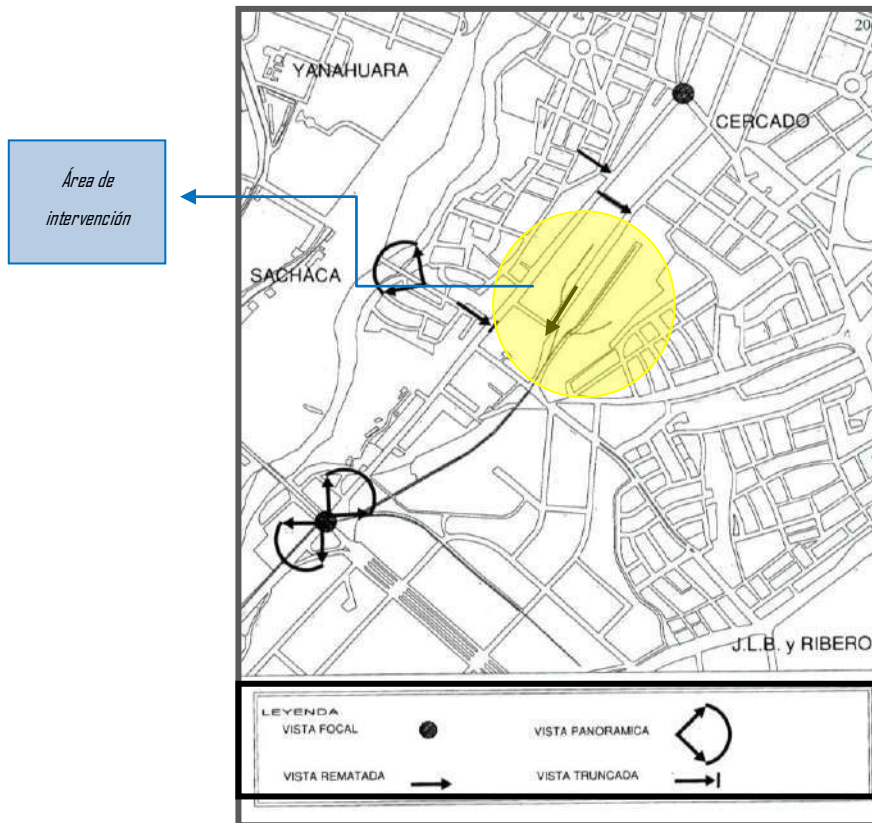 20
YANAHUARA
CERCADO
Área de
intervención
SACHACA
J.L.B. y RIBERO
LEYENDA
VISTA FOCAL
VISTA PANORAMICA
VISTA REMATADA
VISTA TRUNCADA